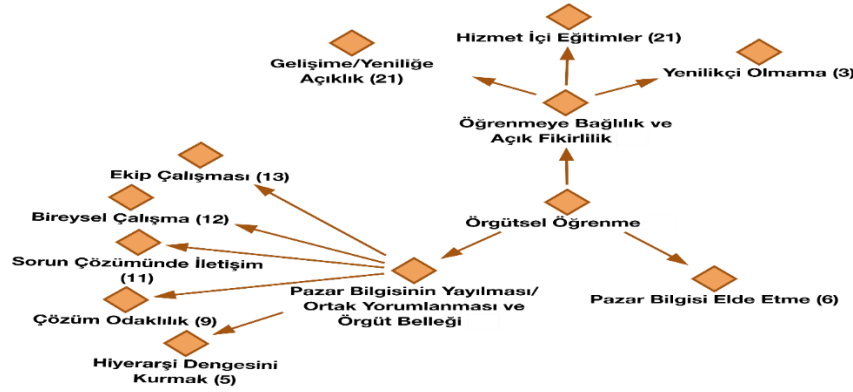 Hizmet İçi Eğitimler (21)
Gelişime/Yeniliğe
Açıklık (21)
Yenilikçi Olmama (3)
Öğrenmeye Bağlılık ve
Açık Fikirlilik
Ekip Çalışması (13)
Bireysel Çalışma (12)
Örgütsel Öğrenme
Sorun Çözümünde İletişim
(11)
Pazar Bilgisinin Yayılması/
Ortak Yorumlanması ve
Örgüt Belleği
Pazar Bilgisi Elde Etme (6)
Çözüm Odaklılık (9)
Hiyerarşi Dengesini
Kurmak (5)